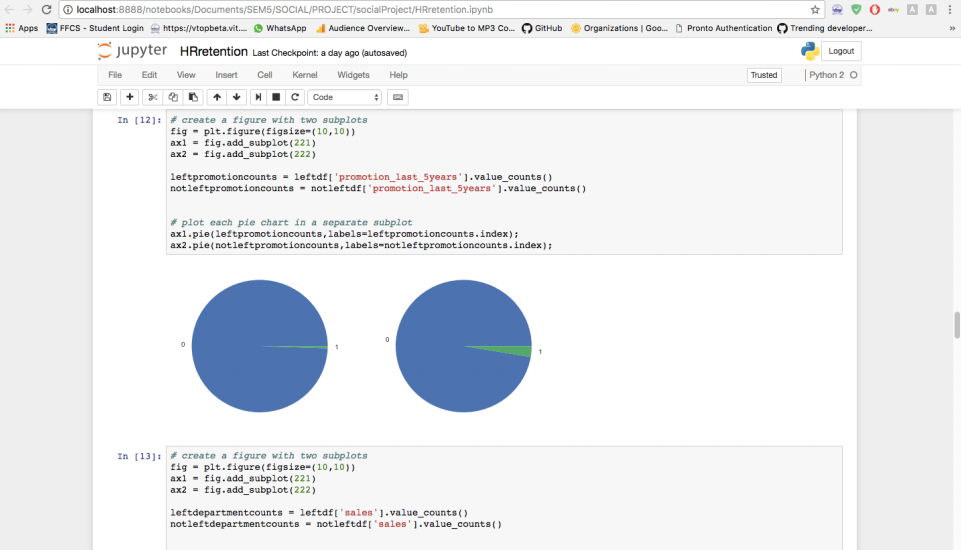 localhost:8888/notebooks/Documents/SEM5/SOCIAL/PROJECT/socialProject/HRretention.ipynb
Apps FFCS - Student Login https://vtopbeta.vit.... WhatsApp Audience Overview... YouTube to MP3 Co... GitHub Organizations | Goo... Pronto Authentication Trending developer... »
jupyter HRretention Last Checkpoint: a day ago (autosaved) Logout
File Edit View Insert Cell Kernel Widgets Help Trusted Python 2
Code
In [12]: # create a figure with two subplots
fig = plt.figure(figsize=(10,10))
ax1 = fig.add_subplot(221)
ax2 = fig.add_subplot(222)
leftpromotioncounts = leftdf['promotion_last_5years'].value_counts()
notleftpromotioncounts = notleftdf['promotion_last_5years'].value_counts()
# plot each pie chart in a separate subplot
ax1.pie(leftpromotioncounts,labels=leftpromotioncounts.index);
ax2.pie(notleftpromotioncounts,labels=notleftpromotioncounts.index);
0 1 0 1
In [13]: # create a figure with two subplots
fig = plt.figure(figsize=(10,10))
ax1 = fig.add_subplot(221)
ax2 = fig.add_subplot(222)
leftdepartmentcounts = leftdf['sales'].value_counts()
notleftdepartmentcounts = notleftdf['sales'].value_counts()